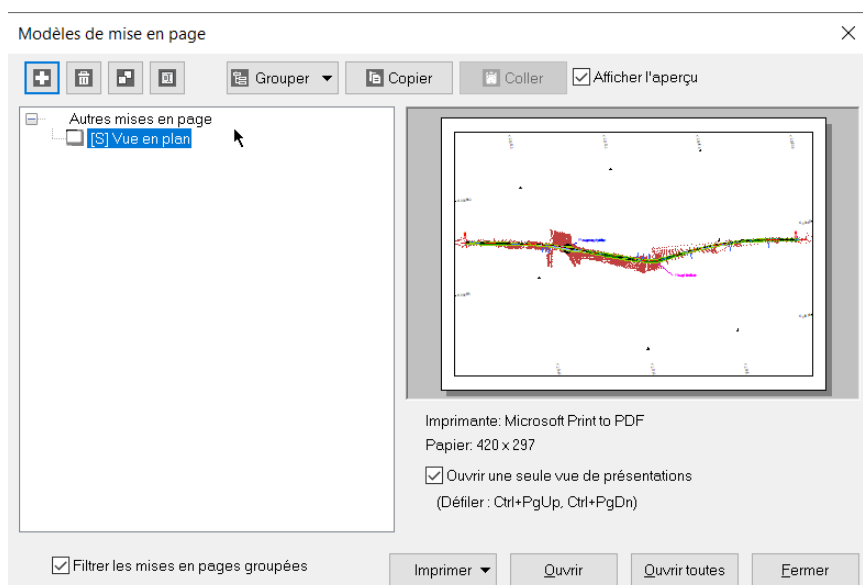 Modèles de mise en page
Grouper Copier Coller Afficher l'aperçu
Autres mises en page
[S] Vue en plan
Imprimante: Microsoft Print to PDF
Papier: 420 x 297
Ouvrir une seule vue de présentations
(Défiler : Ctrl+PgUp, Ctrl+PgDn)
Filtrer les mises en pages groupées
Imprimer Ouvrir Ouvrir toutes Fermer